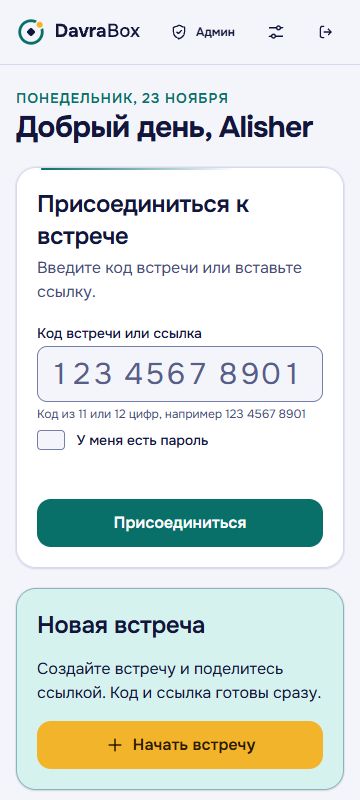 DavraBox
Админ
ПОНЕДЕЛЬНИК, 23 НОЯБРЯ
Добрый день, Alisher
Присоединиться к
встрече
Введите код встречи или вставьте
ссылку.
Код встречи или ссылка
123 4567 8901
Код из 11 или 12 цифр, например 123 4567 8901
У меня есть пароль
Присоединиться
Новая встреча
Создайте встречу и поделитесь
ссылкой. Код и ссылка готовы сразу.
Начать встречу